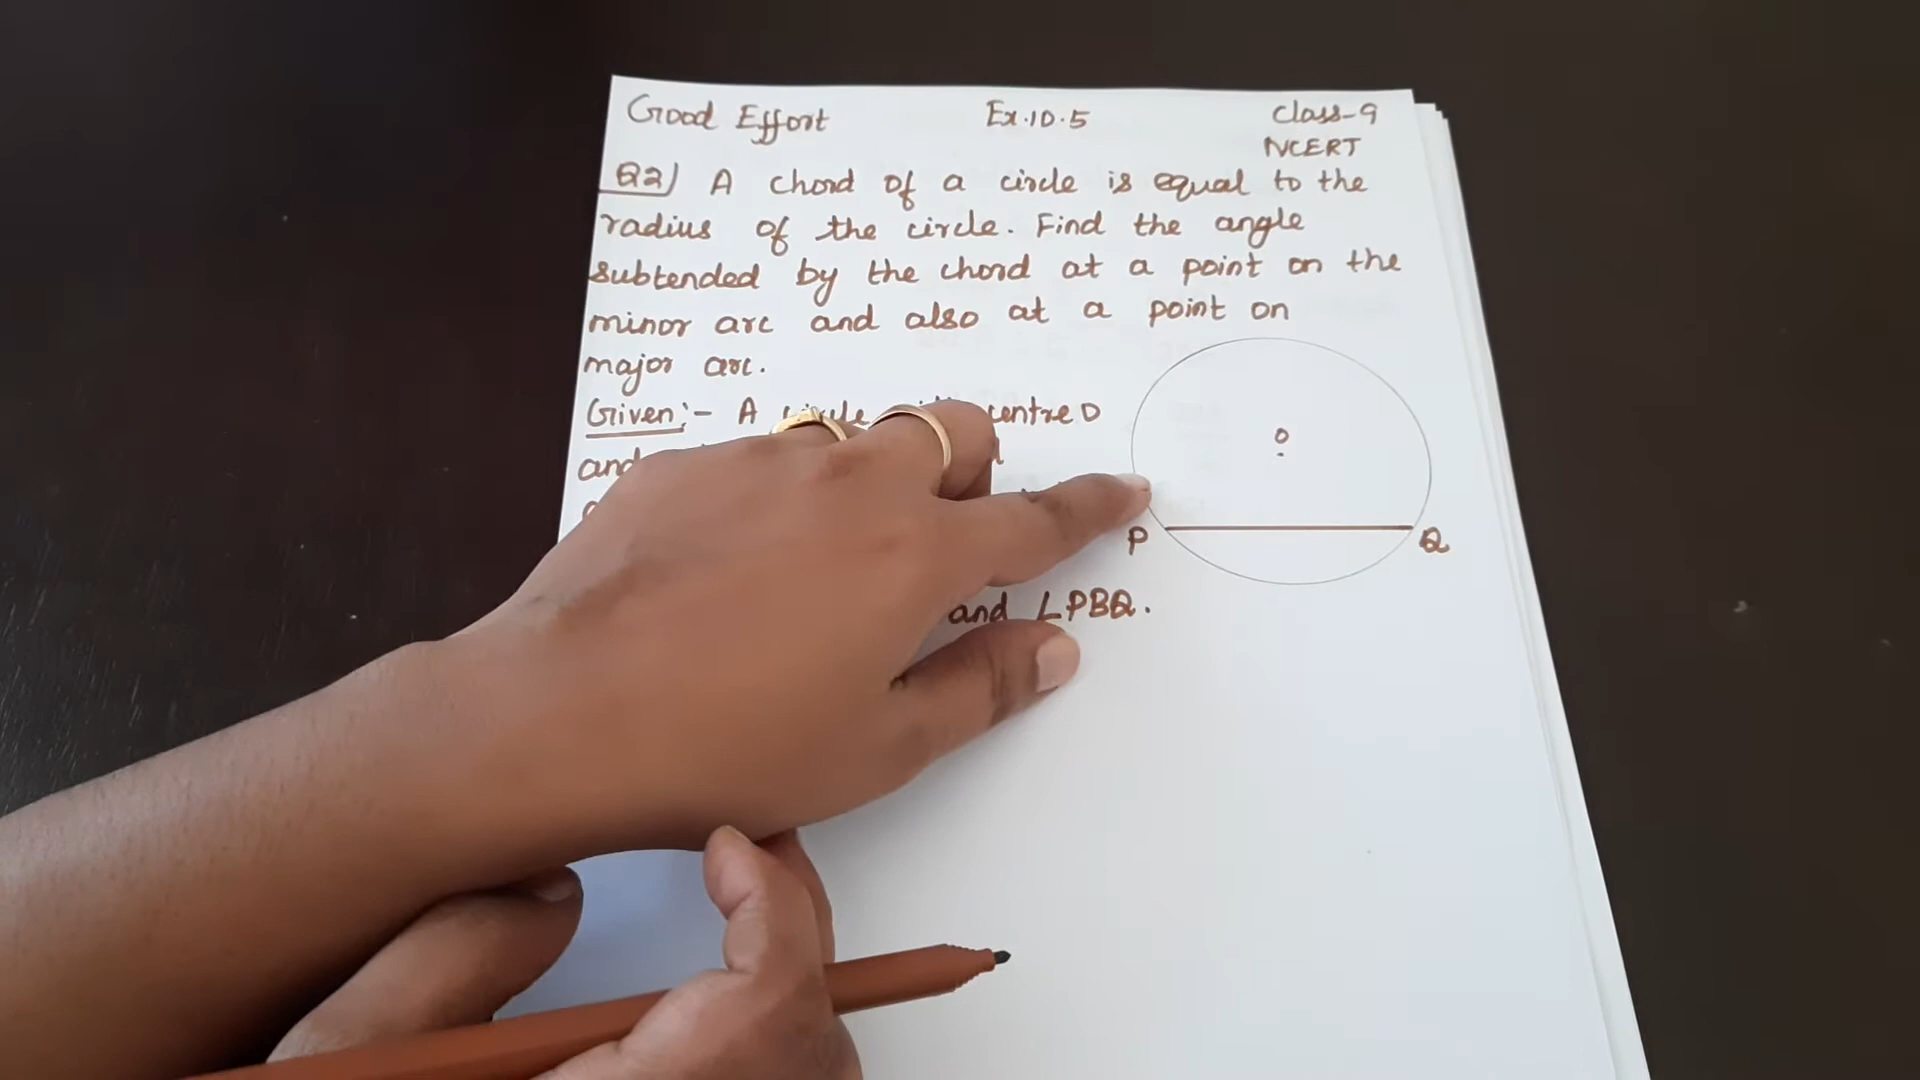 Good Effort Ex.10.5 Class-9
NCERT
Q2) A chord of a circle is equal to the
radius of the circle. Find the angle
subtended by the chord at a point on the
minor arc and also at a point on
major arc.
Given:- A circle centre O
and
O
P Q
and ∠PBQ.